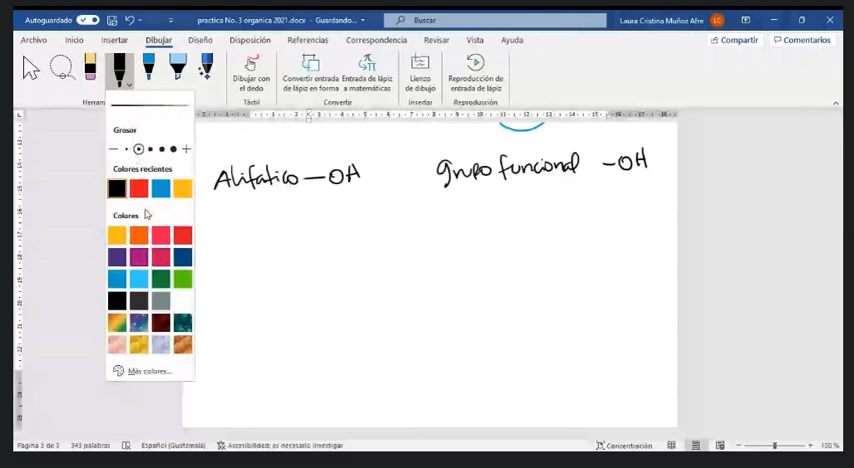 Autoguardado practica No. 3 organica 2021.docx - Guardando... Buscar Laura Cristina Muñoz Afre LC
Archivo Inicio Insertar Dibujar Diseño Disposición Referencias Correspondencia Revisar Vista Ayuda Compartir Comentarios
Dibujar con el dedo
Convertir entrada de lápiz en forma
Entrada de lápiz a matemáticas
Lienzo de dibujo
Reproducción de entrada de lápiz
Herram Táctil Convertir Insertar Reproducción
Grosor
Colores recientes
Colores
Más colores...
Alifatico —OH
Grupo funcional -OH
Página 3 de 3 343 palabras Español (Guatemala) Accesibilidad: es necesario investigar Concentración 100 %